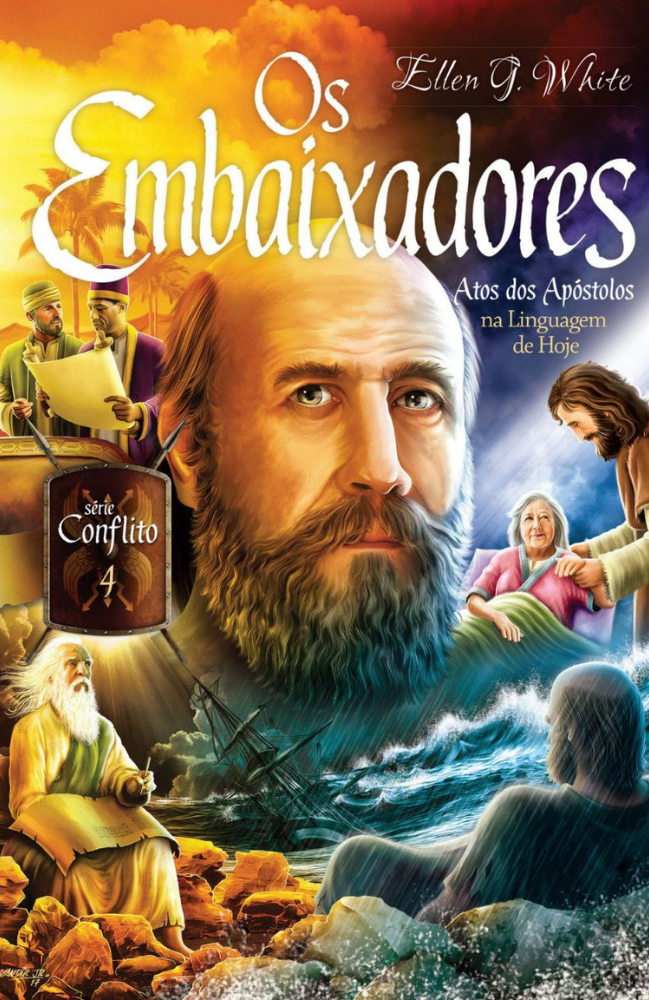 Ellen G. White
Os
Embaixadores
Atos dos Apóstolos
na Linguagem
de Hoje
série
Conflito
4